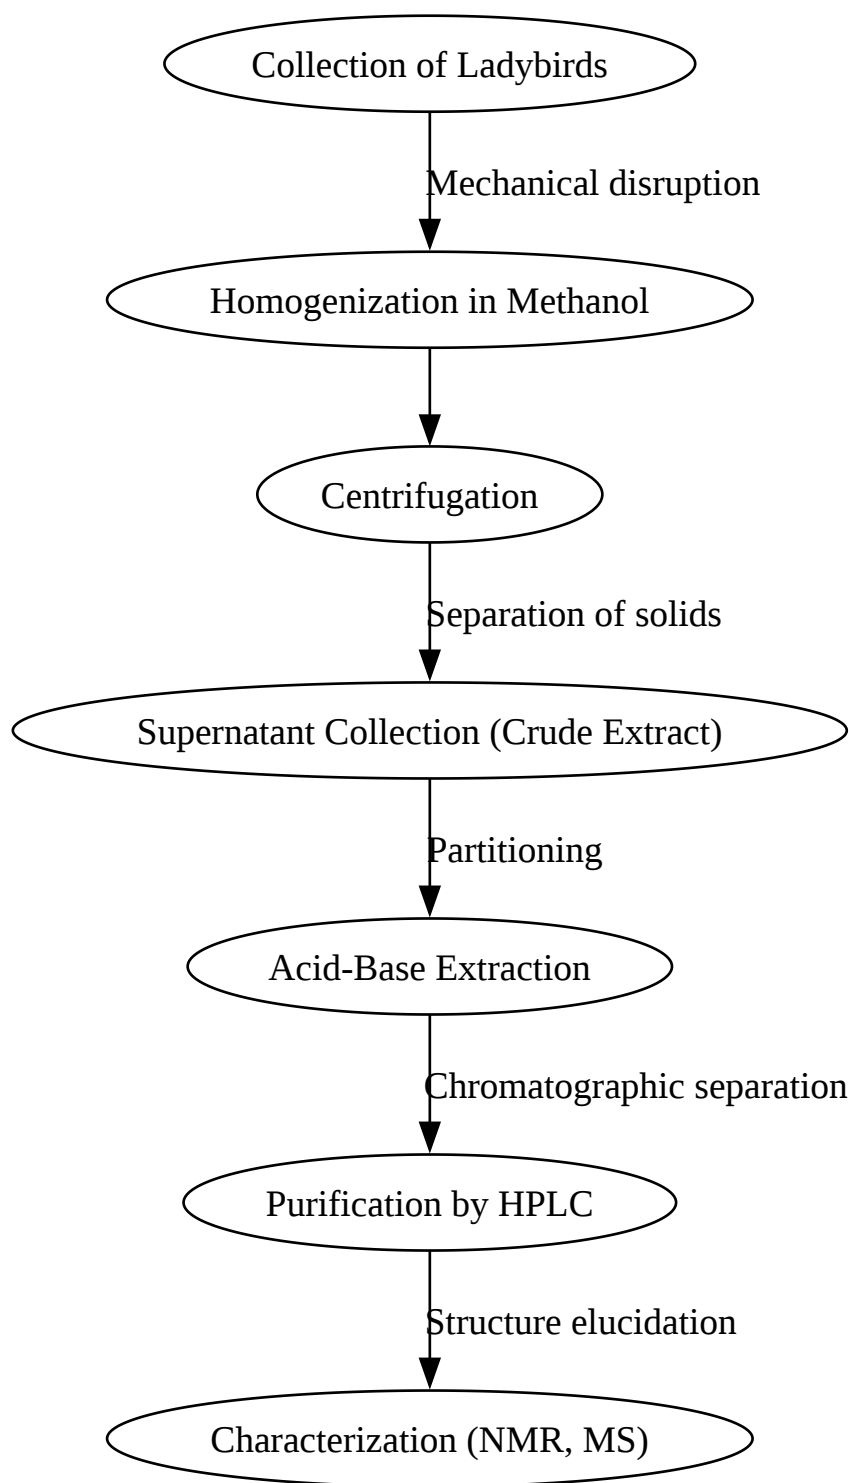 Collection of Ladybirds
Mechanical disruption
Homogenization in Methanol
Centrifugation
Separation of solids
Supernatant Collection (Crude Extract)
Partitioning
Acid-Base Extraction
Chromatographic separation
Purification by HPLC
Structure elucidation
Characterization (NMR, MS)